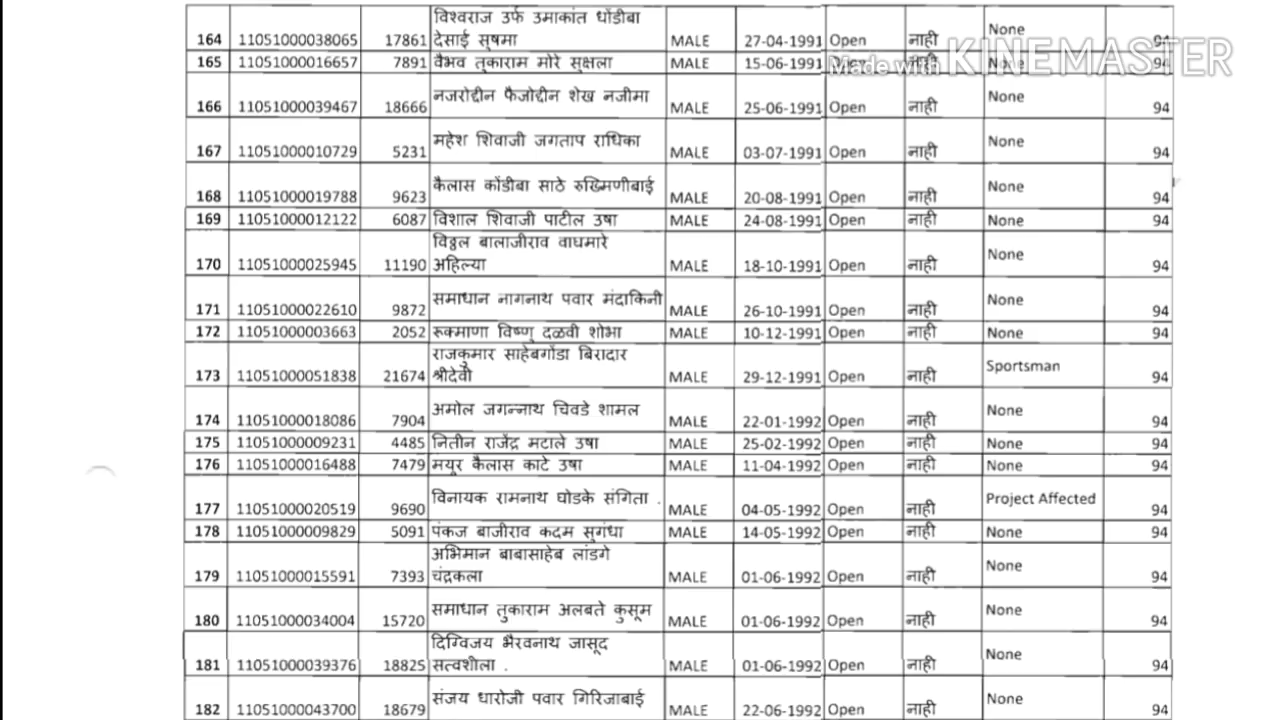 विश्वराज उर्फ उमाकांत धोंडीबा
164 11051000038065 17861 देसाई सुषमा MALE 27-04-1991 Open नाही None 94
165 11051000016657 7891 वैभव तुकाराम मोरे सुक्षला MALE 15-06-1991 Open नाही None 94
Made with KINEMASTER
166 11051000039467 18666 नजरोद्दीन फैजोद्दीन शेख नजीमा MALE 25-06-1991 Open नाही None 94
167 11051000010729 5231 महेश शिवाजी जगताप राधिका MALE 03-07-1991 Open नाही None 94
168 11051000019788 9623 कैलास कोंडीबा साठे रुख्मिणीबाई MALE 20-08-1991 Open नाही None 94
169 11051000012122 6087 विशाल शिवाजी पाटील उषा MALE 24-08-1991 Open नाही None 94
विठ्ठल बालाजीराव वाघमारे
170 11051000025945 11190 अहिल्या MALE 18-10-1991 Open नाही None 94
171 11051000022610 9872 समाधान नागनाथ पवार मंदाकिनी MALE 26-10-1991 Open नाही None 94
172 11051000003663 2052 रूक्माणा विष्णु दळवी शोभा MALE 10-12-1991 Open नाही None 94
राजकुमार साहेबगोंडा बिरादार
173 11051000051838 21674 श्रीदेवी MALE 29-12-1991 Open नाही Sportsman 94
174 11051000018086 7904 अमोल जगन्नाथ चिवडे शामल MALE 22-01-1992 Open नाही None 94
175 11051000009231 4485 नितीन राजेंद्र मटाले उषा MALE 25-02-1992 Open नाही None 94
176 11051000016488 7479 मयूर कैलास काटे उषा MALE 11-04-1992 Open नाही None 94
177 11051000020519 9690 विनायक रामनाथ घोडके संगिता . MALE 04-05-1992 Open नाही Project Affected 94
178 11051000009829 5091 पंकज बाजीराव कदम सुगंधा MALE 14-05-1992 Open नाही None 94
अभिमान बाबासाहेब लांडगे
179 11051000015591 7393 चंद्रकला MALE 01-06-1992 Open नाही None 94
180 11051000034004 15720 समाधान तुकाराम अलबते कुसूम MALE 01-06-1992 Open नाही None 94
दिग्विजय भैरवनाथ जासूद
181 11051000039376 18825 सत्वशीला . MALE 01-06-1992 Open नाही None 94
182 11051000043700 18679 संजय धारोजी पवार गिरिजाबाई MALE 22-06-1992 Open नाही None 94